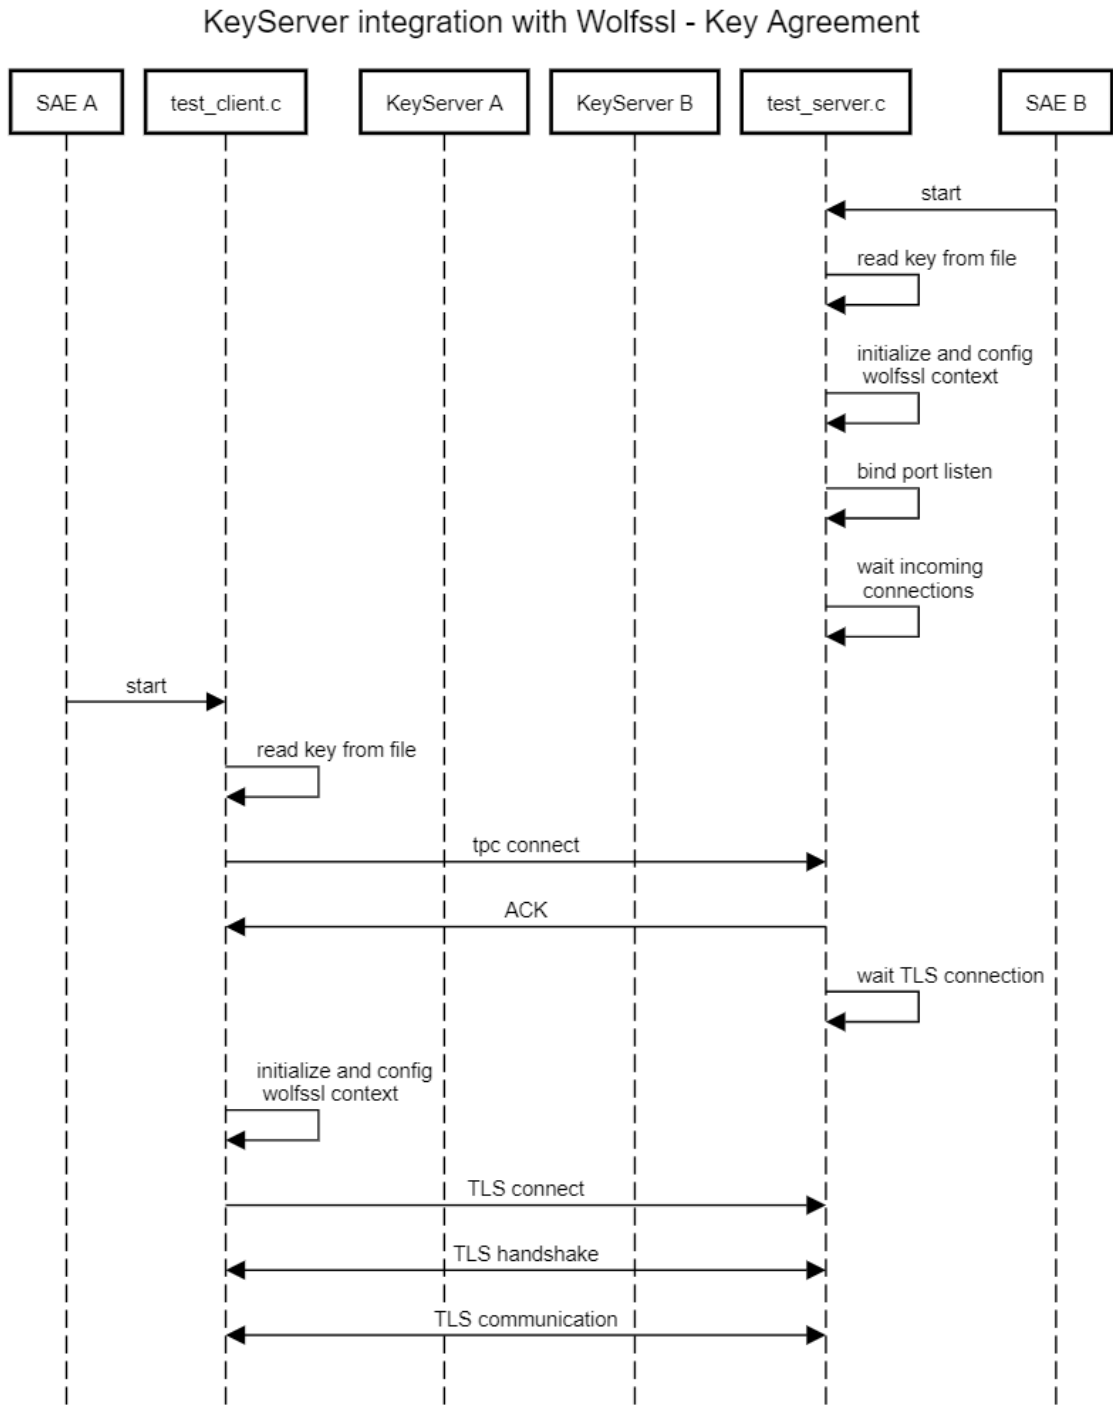 KeyServer integration with Wolfssl - Key Agreement
SAE A
test_client.c
KeyServer A
KeyServer B
test_server.c
SAE B
start
read key from file
initialize and config
wolfssl context
bind port listen
wait incoming
connections
start
read key from file
tpc connect
ACK
wait TLS connection
initialize and config
wolfssl context
TLS connect
TLS handshake
TLS communication